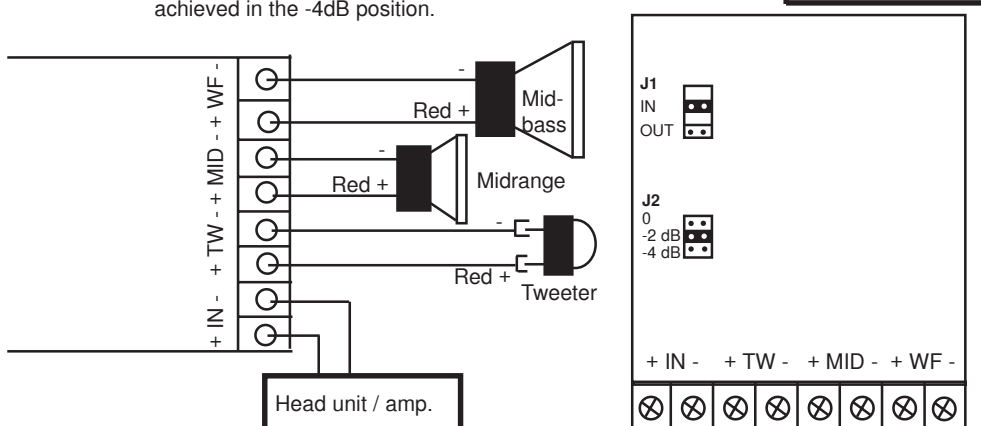 achieved in the -4dB position.
+ IN - + TW - + MID - + WF -
-
Red +
Mid-
bass
-
Red +
Midrange
-
Red +
Tweeter
Head unit / amp.
J1
IN
OUT
J2
0
-2 dB
-4 dB
+ IN - + TW - + MID - + WF -